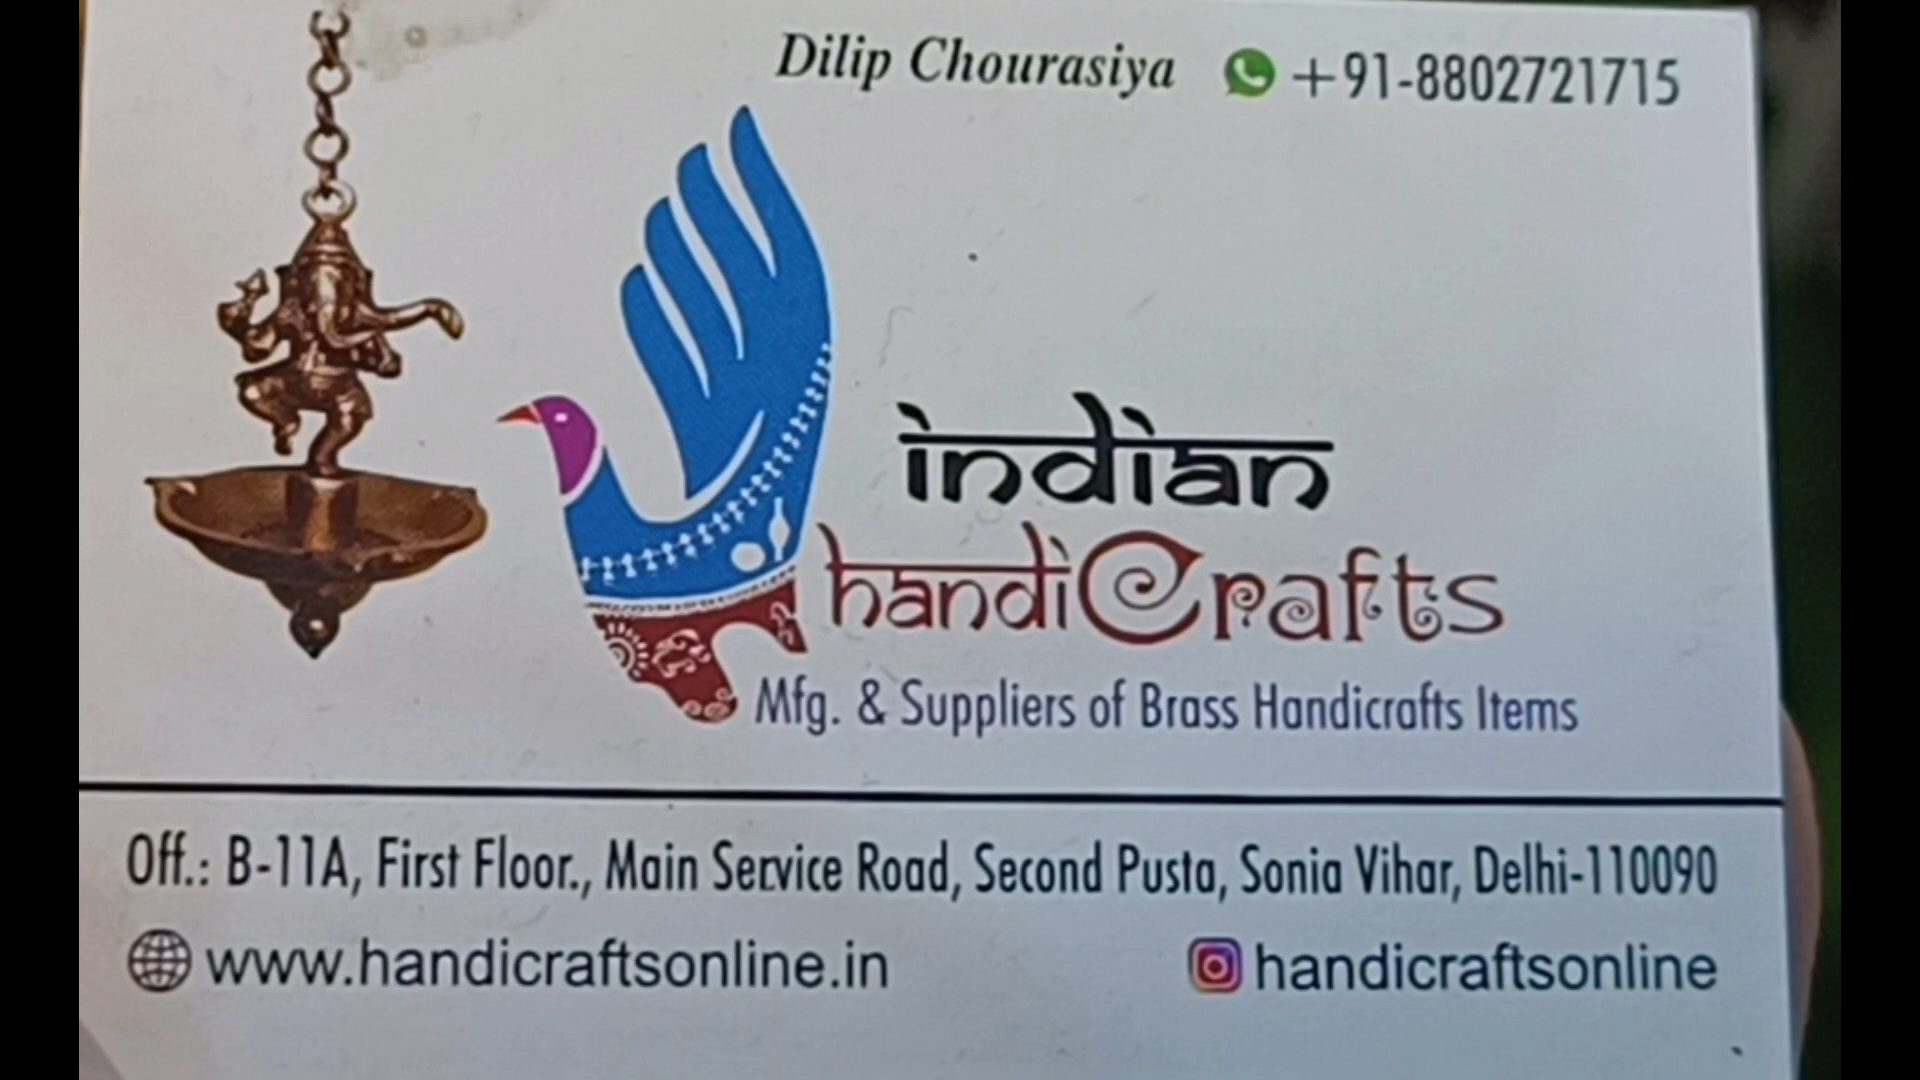 Dilip Chourasiya +91-8802721715
indian
handiCrafts
Mfg. & Suppliers of Brass Handicrafts Items
Off.: B-11A, First Floor., Main Service Road, Second Pusta, Sonia Vihar, Delhi-110090
www.handicraftsonline.in handicraftsonline